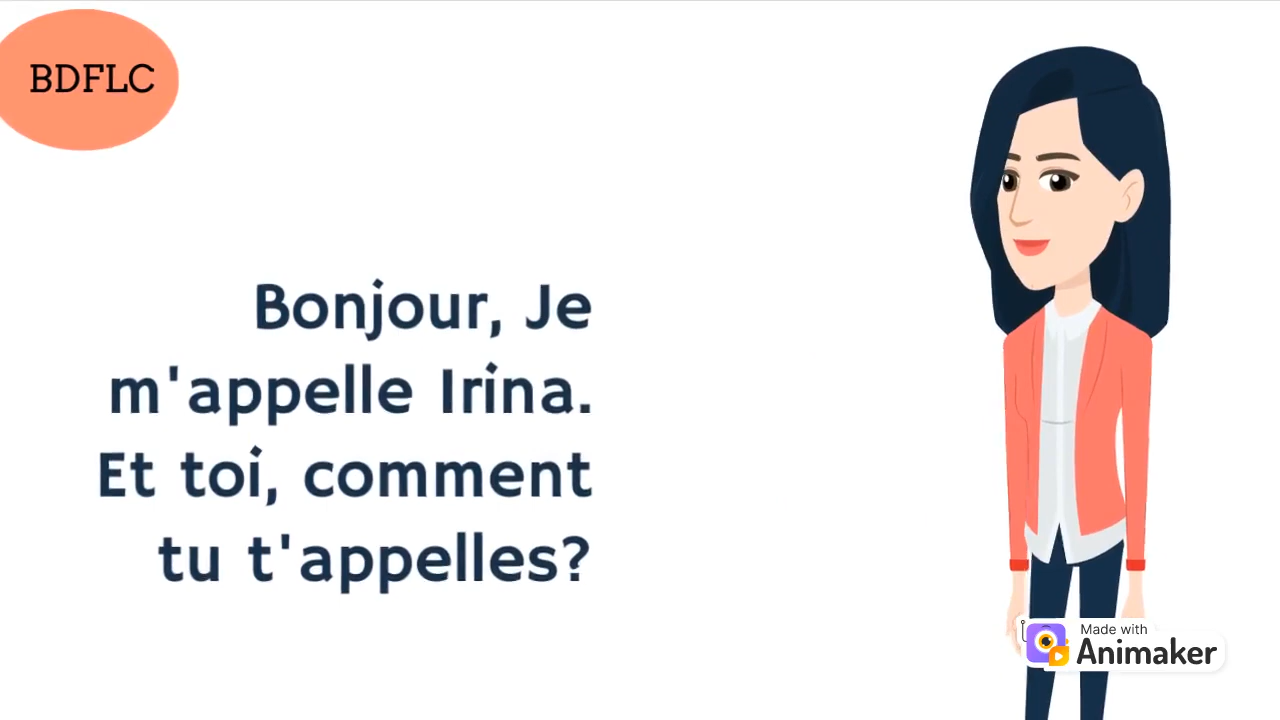 BDFLC
Bonjour, Je
m'appelle Irina.
Et toi, comment
tu t'appelles?
Made with
Animaker